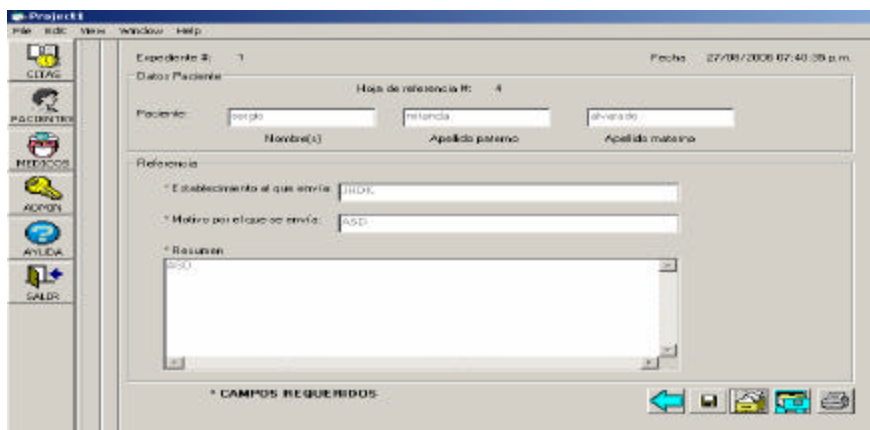 Project1
File Edit View Window Help
CITAS
PACIENTES
MEDICOS
ADMON
AYUDA
SALIR
Expediente #: 1 Fecha 27/08/2006 07:40:39 p.m.
Datos Paciente
Hoja de referencia #: 4
Paciente: sergio alvarado
Nombre(s) Apellido paterno Apellido materno
Referencia
* Establecimiento al que envía:
* Motivo por el que se envía: ASD
* Resumen
ASD
* CAMPOS REQUERIDOS